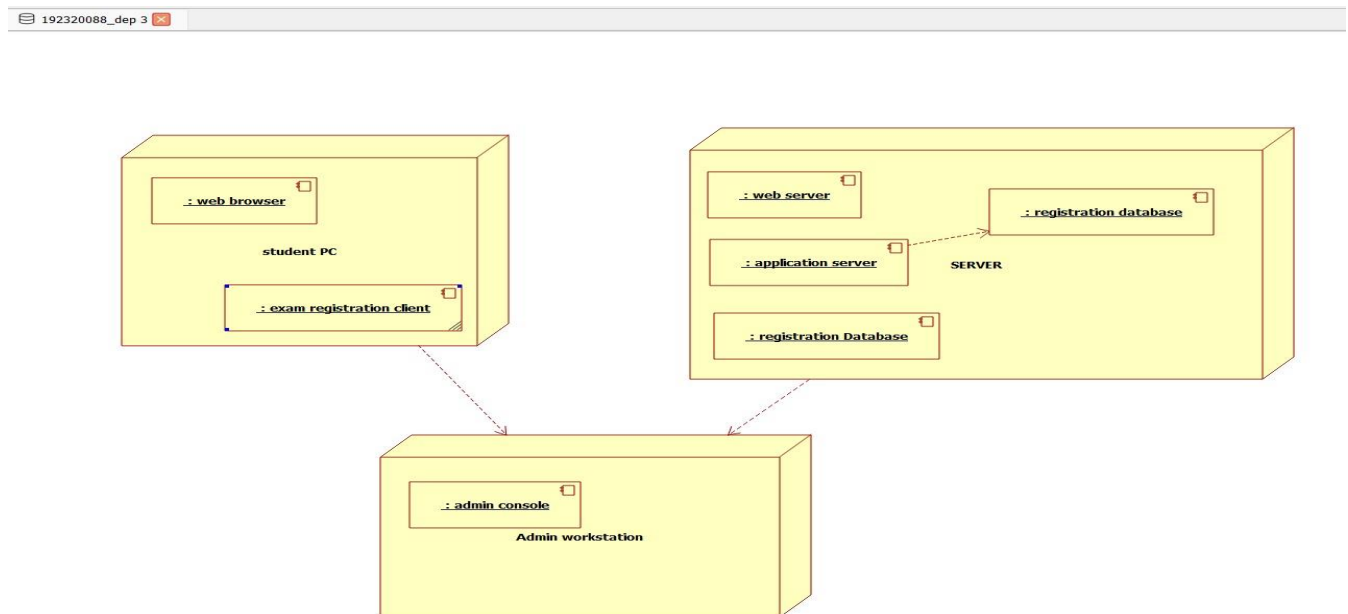 192320088_dep 3
: web browser
student PC
: exam registration client
: web server
: registration database
: application server
SERVER
: registration Database
: admin console
Admin workstation